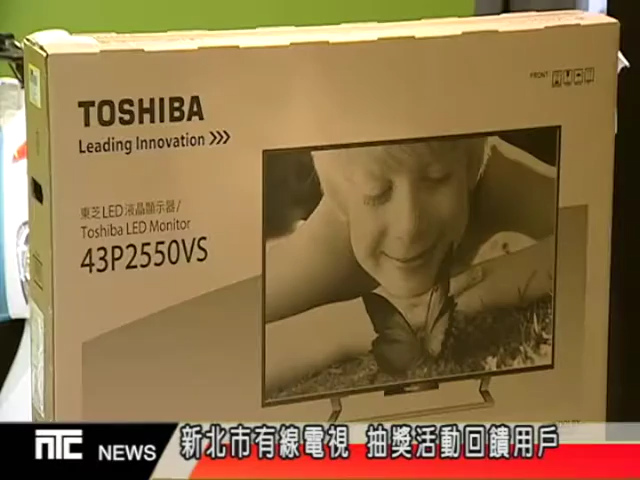 TOSHIBA
Leading Innovation >>>
FRONT
東芝LED液晶顯示器/
Toshiba LED Monitor
43P2550VS
NTC NEWS
新北市有線電視 抽獎活動回饋用戶